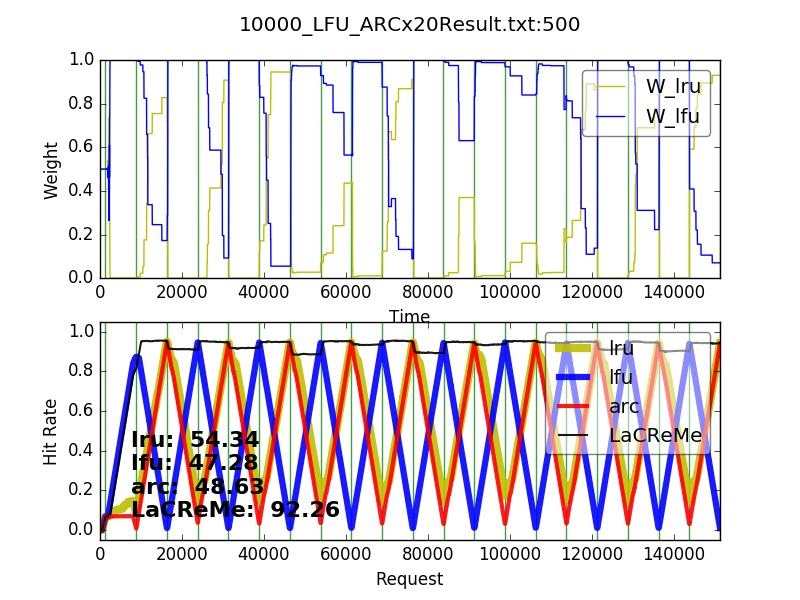 10000_LFU_ARCx20Result.txt:500
1.0
0.8
0.6
0.4
0.2
0.0
Weight
W_lru
W_lfu
0 20000 40000 60000 80000 100000 120000 140000
Time
1.0
0.8
0.6
0.4
0.2
0.0
Hit Rate
lru
lfu
arc
LaCReMe
lru: 54.34
lfu: 47.28
arc: 48.63
LaCReMe: 92.26
0 20000 40000 60000 80000 100000 120000 140000
Request